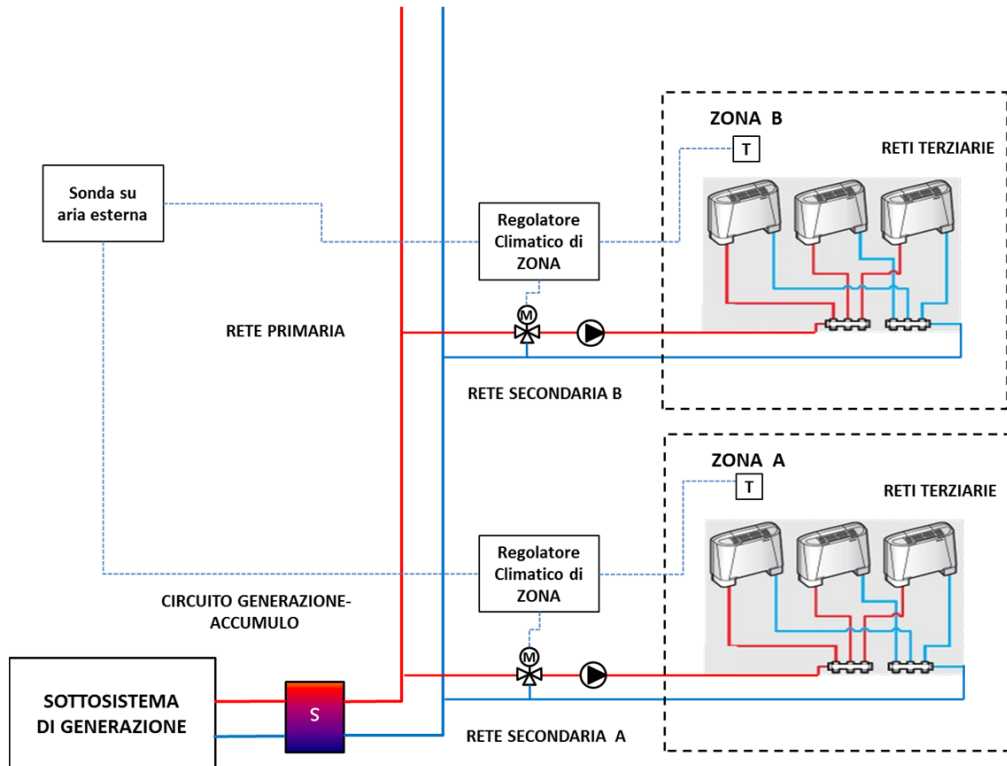 ZONA B
T
RETI TERZIARIE
Sonda su
aria esterna
Regolatore
Climatico di
ZONA
M
RETE PRIMARIA
RETE SECONDARIA B
ZONA A
T
RETI TERZIARIE
Regolatore
Climatico di
ZONA
CIRCUITO GENERAZIONE-
ACCUMULO
M
SOTTOSISTEMA
DI GENERAZIONE
S
RETE SECONDARIA A